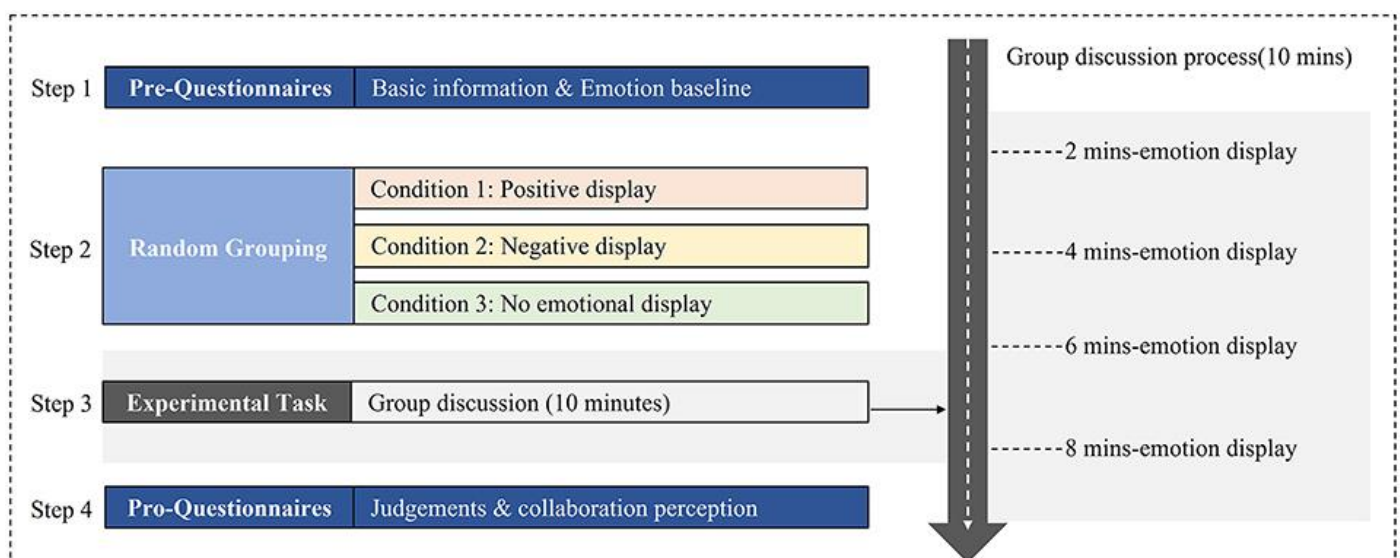 Step 1
Pre-Questionnaires
Basic information & Emotion baseline
Step 2
Random Grouping
Condition 1: Positive display
Condition 2: Negative display
Condition 3: No emotional display
Step 3
Experimental Task
Group discussion (10 minutes)
Step 4
Pro-Questionnaires
Judgements & collaboration perception
Group discussion process(10 mins)
2 mins-emotion display
4 mins-emotion display
6 mins-emotion display
8 mins-emotion display